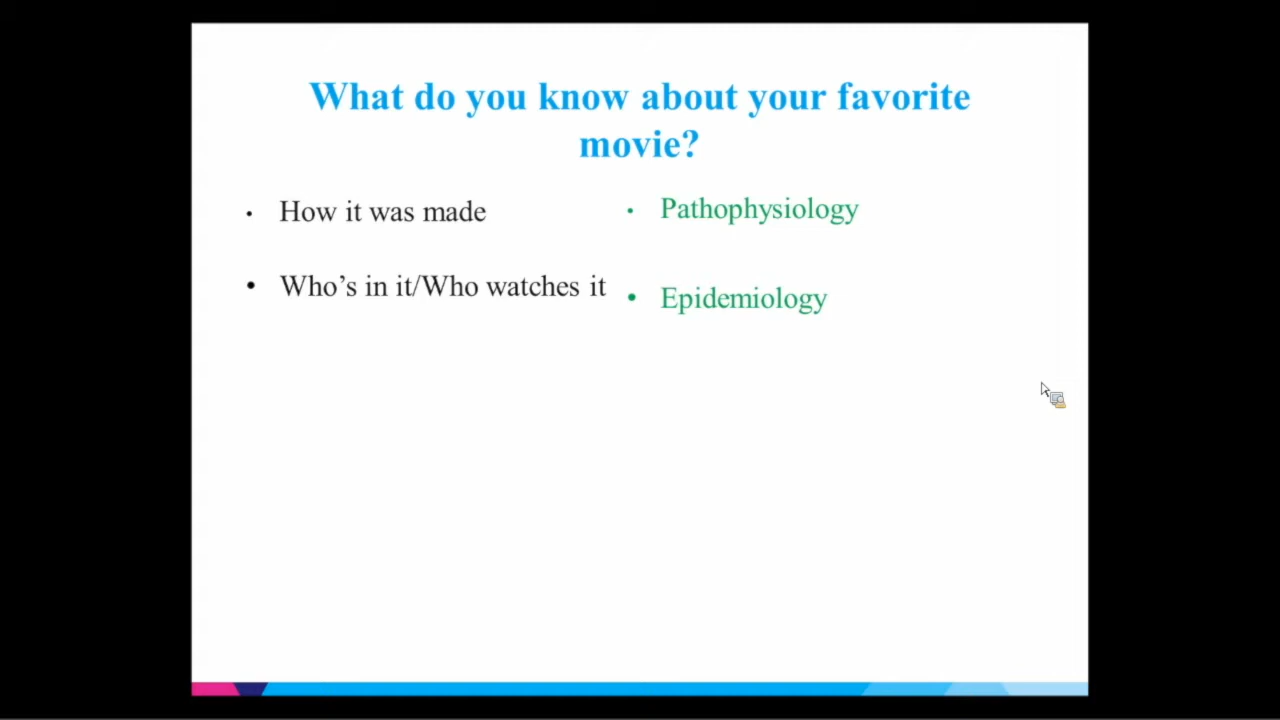 What do you know about your favorite
movie?
• How it was made
• Pathophysiology
• Who’s in it/Who watches it
• Epidemiology